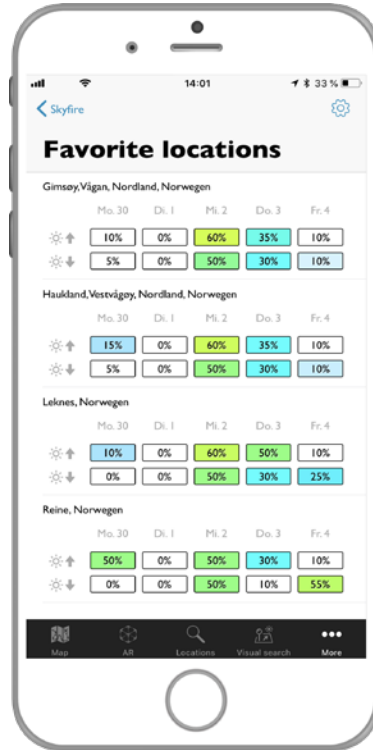 14:01 33 %
Skyfire
Favorite locations
Gimsøy, Vågan, Nordland, Norwegen
Mo. 30 Di. 1 Mi. 2 Do. 3 Fr. 4
10% 0% 60% 35% 10%
5% 0% 50% 30% 10%
Haukland, Vestvågøy, Nordland, Norwegen
Mo. 30 Di. 1 Mi. 2 Do. 3 Fr. 4
15% 0% 60% 35% 10%
5% 0% 50% 30% 10%
Leknes, Norwegen
Mo. 30 Di. 1 Mi. 2 Do. 3 Fr. 4
10% 0% 60% 50% 10%
0% 0% 50% 30% 25%
Reine, Norwegen
Mo. 30 Di. 1 Mi. 2 Do. 3 Fr. 4
50% 0% 50% 30% 10%
0% 0% 50% 10% 55%
Map AR Locations Visual search More